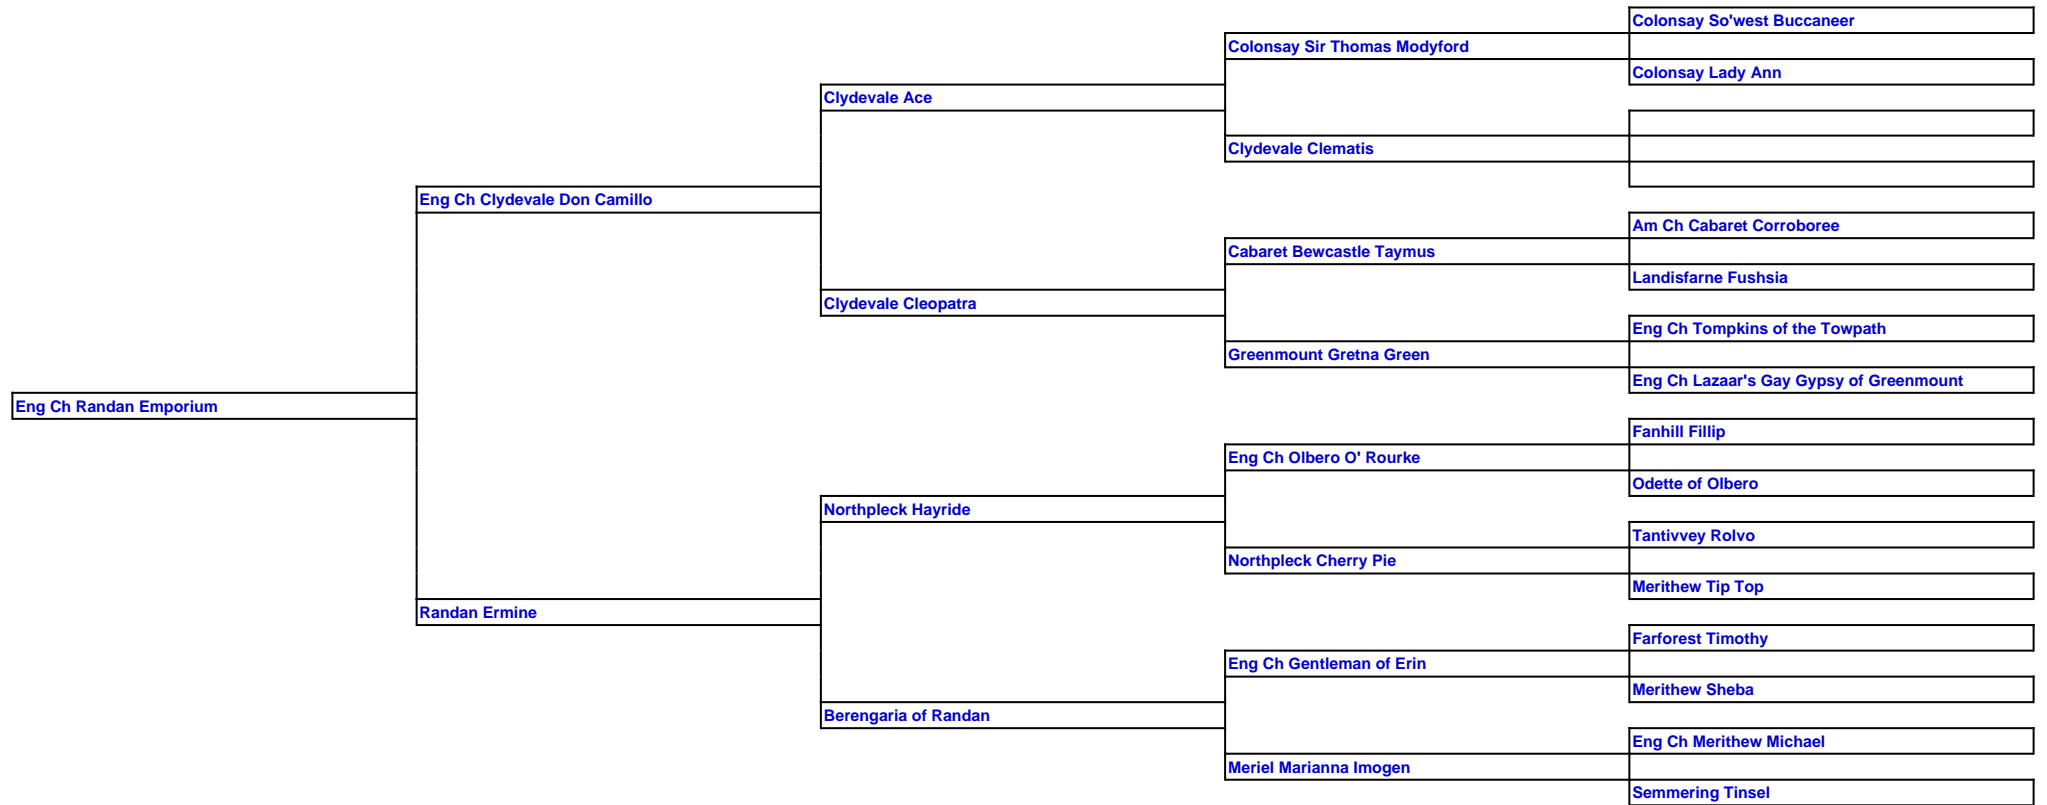 Colonsay So'west Buccaneer
Colonsay Sir Thomas Modyford
Colonsay Lady Ann
Clydevale Ace
Clydevale Clematis
Eng Ch Clydevale Don Camillo
Am Ch Cabaret Corroboree
Cabaret Bewcastle Taymus
Landisfarne Fushsia
Clydevale Cleopatra
Eng Ch Tompkins of the Towpath
Greenmount Gretna Green
Eng Ch Lazaar's Gay Gypsy of Greenmount
Eng Ch Randan Emporium
Fanhill Fillip
Eng Ch Olbero O' Rourke
Odette of Olbero
Northpleck Hayride
Tantivvey Rolvo
Northpleck Cherry Pie
Merithew Tip Top
Randan Ermine
Farforest Timothy
Eng Ch Gentleman of Erin
Merithew Sheba
Berengaria of Randan
Eng Ch Merithew Michael
Meriel Marianna Imogen
Semmering Tinsel